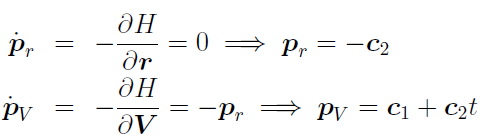 ṗ_r = −∂H/∂r = 0 ⟹ p_r = −c_2
ṗ_V = −∂H/∂V = −p_r ⟹ p_V = c_1 + c_2t